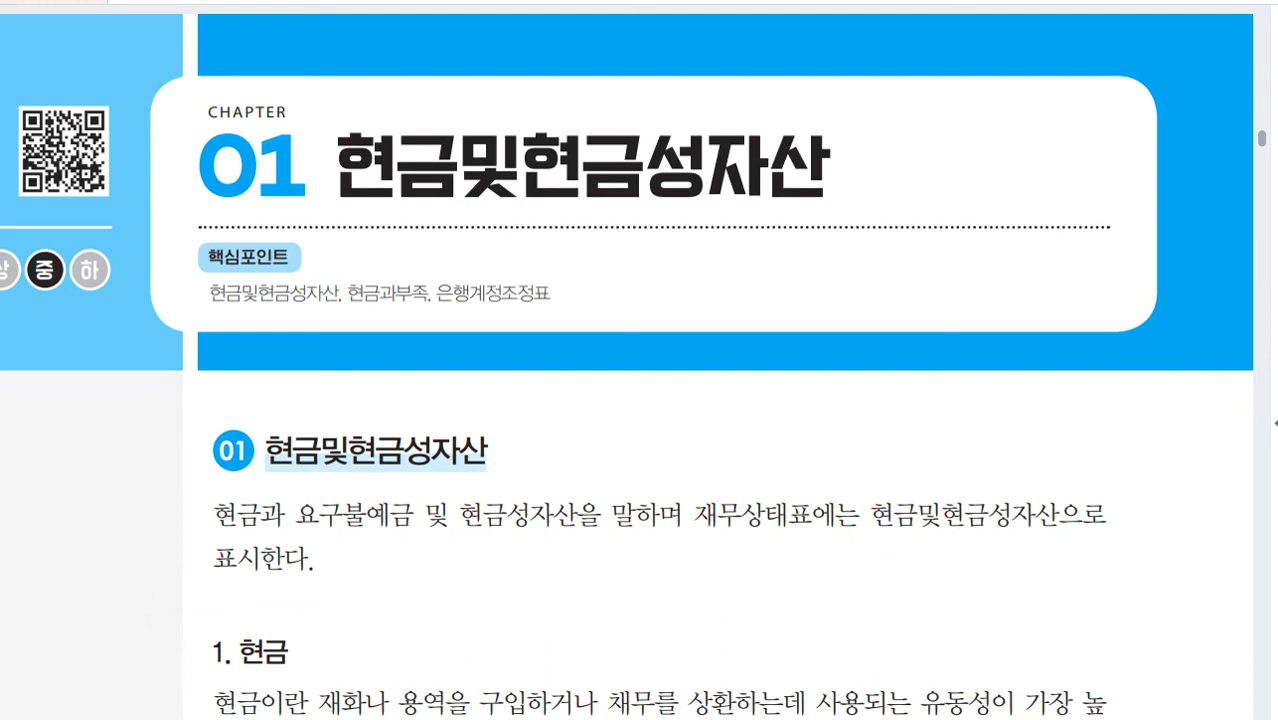 CHAPTER
01 현금및현금성자산
핵심포인트
현금및현금성자산, 현금과부족, 은행계정조정표
상 중 하
01 현금및현금성자산
현금과 요구불예금 및 현금성자산을 말하며 재무상태표에는 현금및현금성자산으로
표시한다.
1. 현금
현금이란 재화나 용역을 구입하거나 채무를 상환하는데 사용되는 유동성이 가장 높